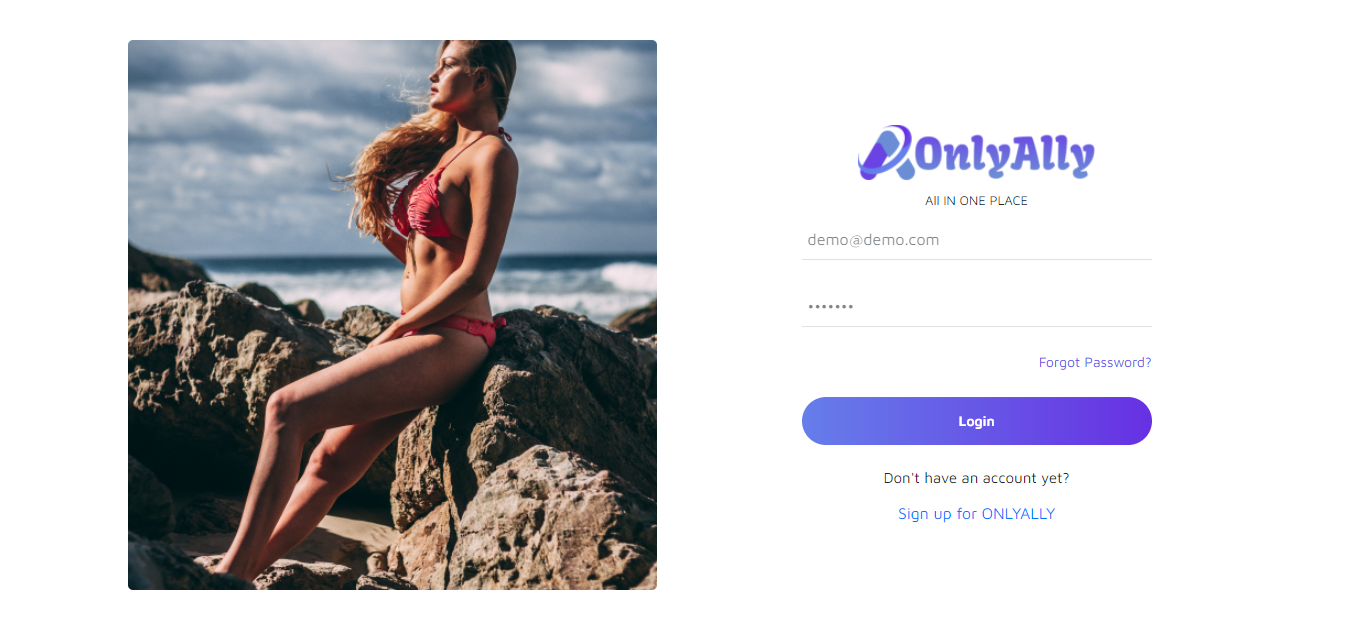 OnlyAlly
All IN ONE PLACE
demo@demo.com
•••••••
Forgot Password?
Login
Don't have an account yet?
Sign up for ONLYALLY